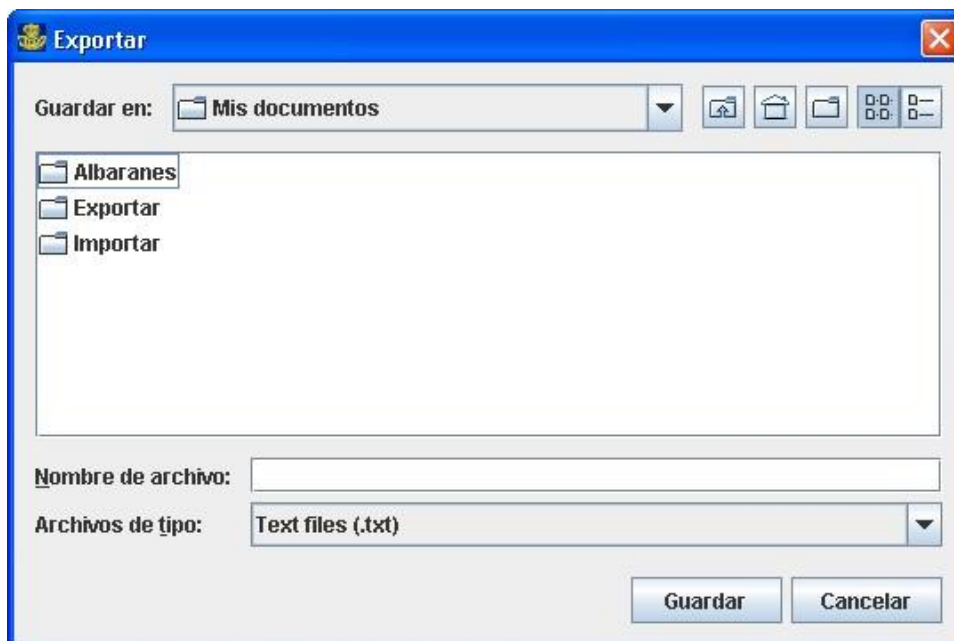 Exportar
Guardar en: Mis documentos
Albaranes
Exportar
Importar
Nombre de archivo:
Archivos de tipo: Text files (.txt)
Guardar Cancelar